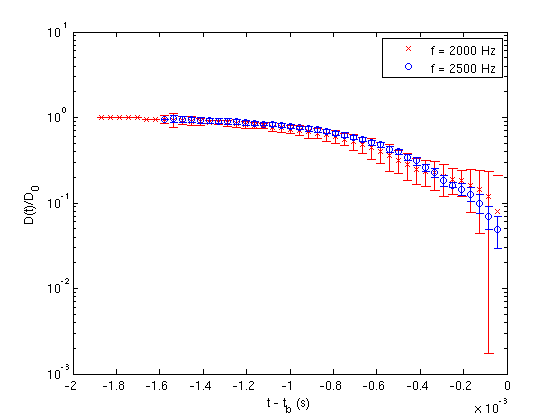 10^1
f = 2000 Hz
f = 2500 Hz
10^0
D(t)/D_0
10^-1
10^-2
10^-3
-2 -1.8 -1.6 -1.4 -1.2 -1 -0.8 -0.6 -0.4 -0.2 0
t - t_b (s)
× 10^-3